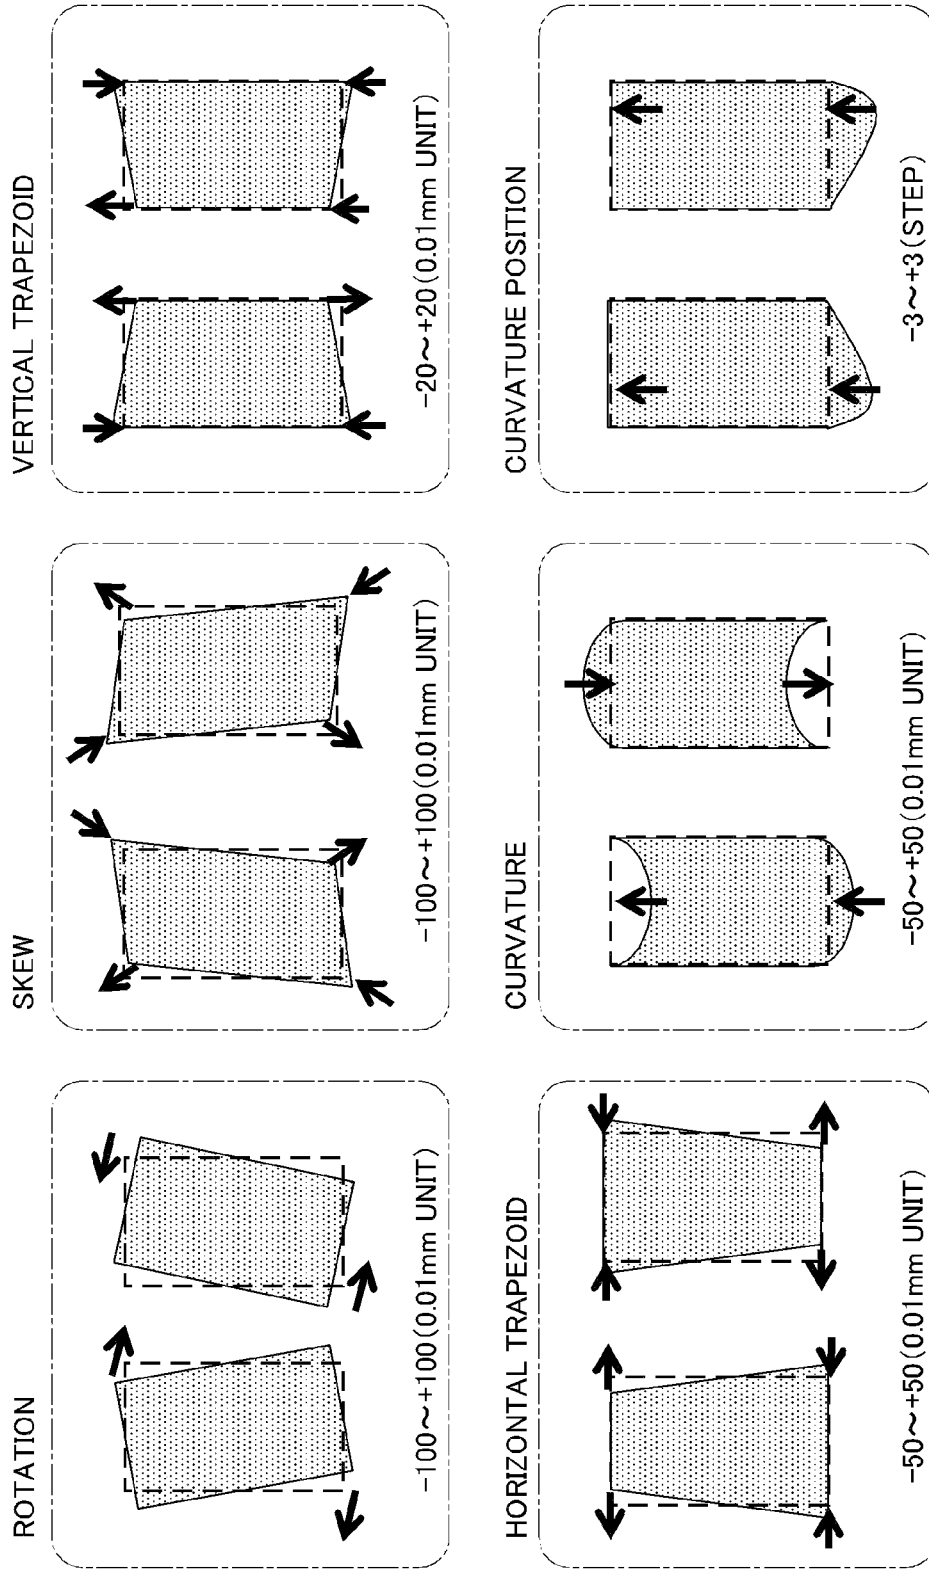 ROTATION
-100~+100(0.01mm UNIT)
SKEW
-100~+100(0.01mm UNIT)
VERTICAL TRAPEZOID
-20~+20(0.01mm UNIT)
HORIZONTAL TRAPEZOID
-50~+50(0.01mm UNIT)
CURVATURE
-50~+50(0.01mm UNIT)
CURVATURE POSITION
-3~+3(STEP)